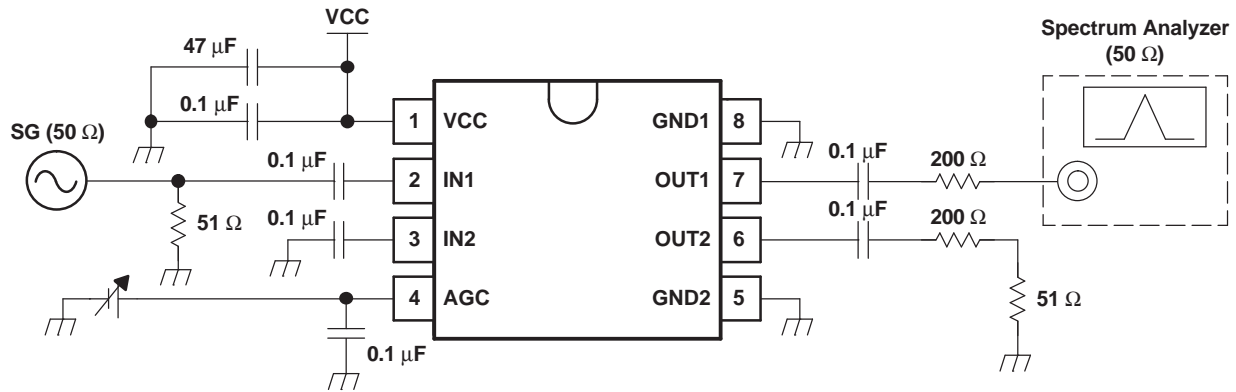 VCC
47 μF
0.1 μF
SG (50 Ω)
0.1 μF
51 Ω
0.1 μF
0.1 μF
1 VCC
2 IN1
3 IN2
4 AGC
GND1 8
OUT1 7
OUT2 6
GND2 5
0.1
μF
200 Ω
0.1
μF
200 Ω
51 Ω
Spectrum Analyzer
(50 Ω)